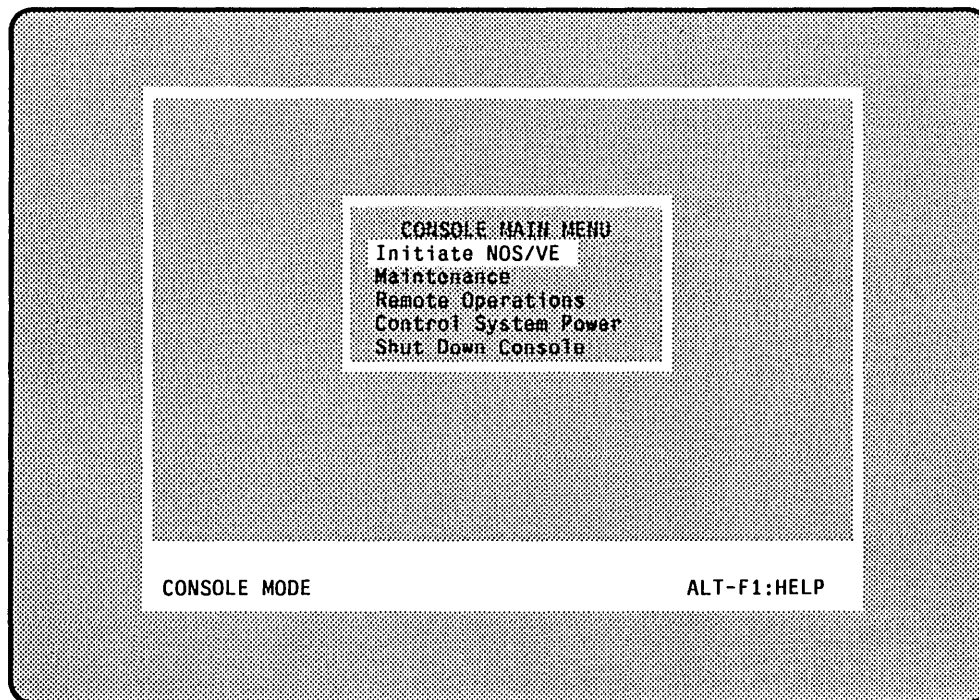 CONSOLE MAIN MENU
Initiate NOS/VE
Maintenance
Remote Operations
Control System Power
Shut Down Console
CONSOLE MODE
ALT-F1:HELP